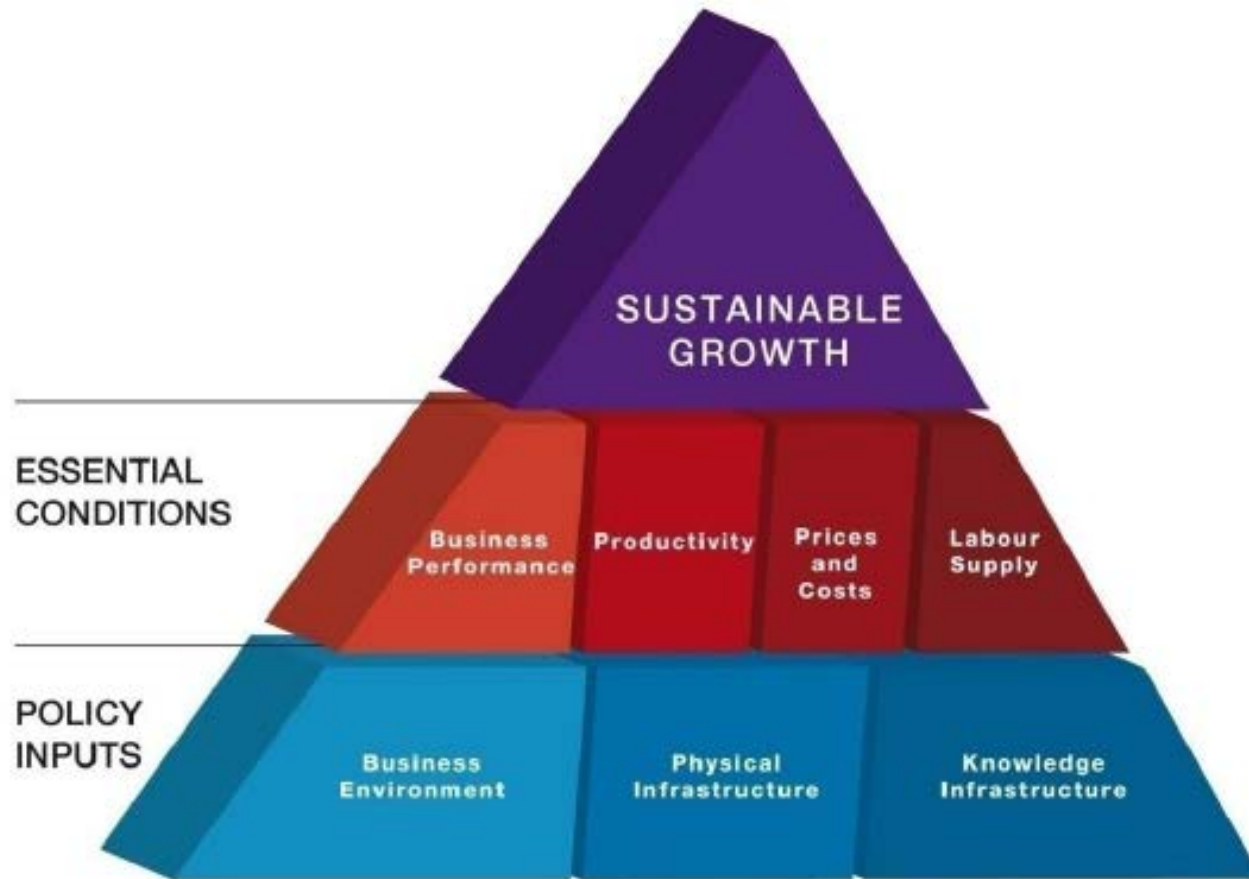 SUSTAINABLE
GROWTH
ESSENTIAL
CONDITIONS
Business
Performance
Productivity
Prices
and
Costs
Labour
Supply
POLICY
INPUTS
Business
Environment
Physical
Infrastructure
Knowledge
Infrastructure